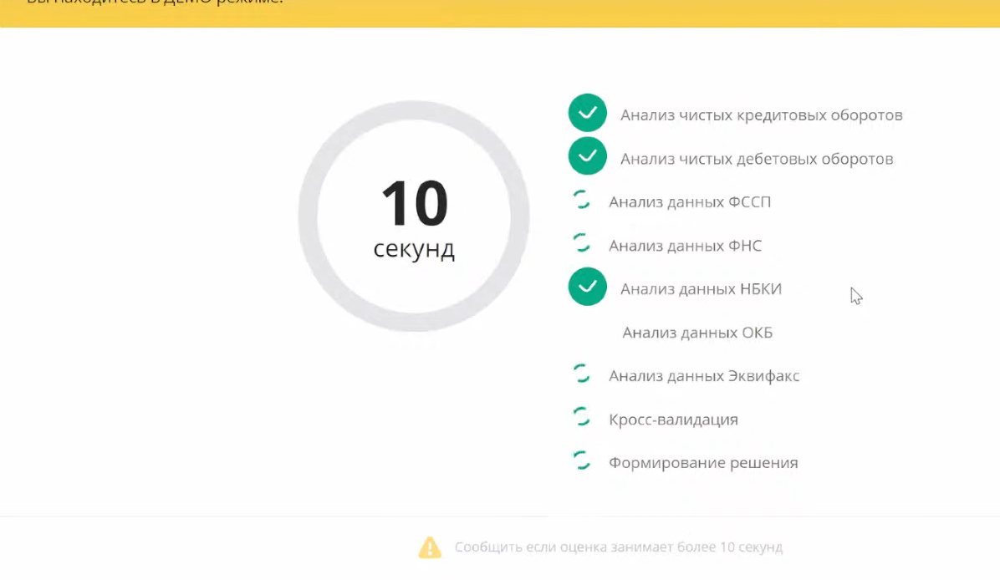 Вы находитесь в ДЕМО режиме.
10
секунд
Анализ чистых кредитовых оборотов
Анализ чистых дебетовых оборотов
Анализ данных ФССП
Анализ данных ФНС
Анализ данных НБКИ
Анализ данных ОКБ
Анализ данных Эквифакс
Кросс-валидация
Формирование решения
Сообщить если оценка занимает более 10 секунд